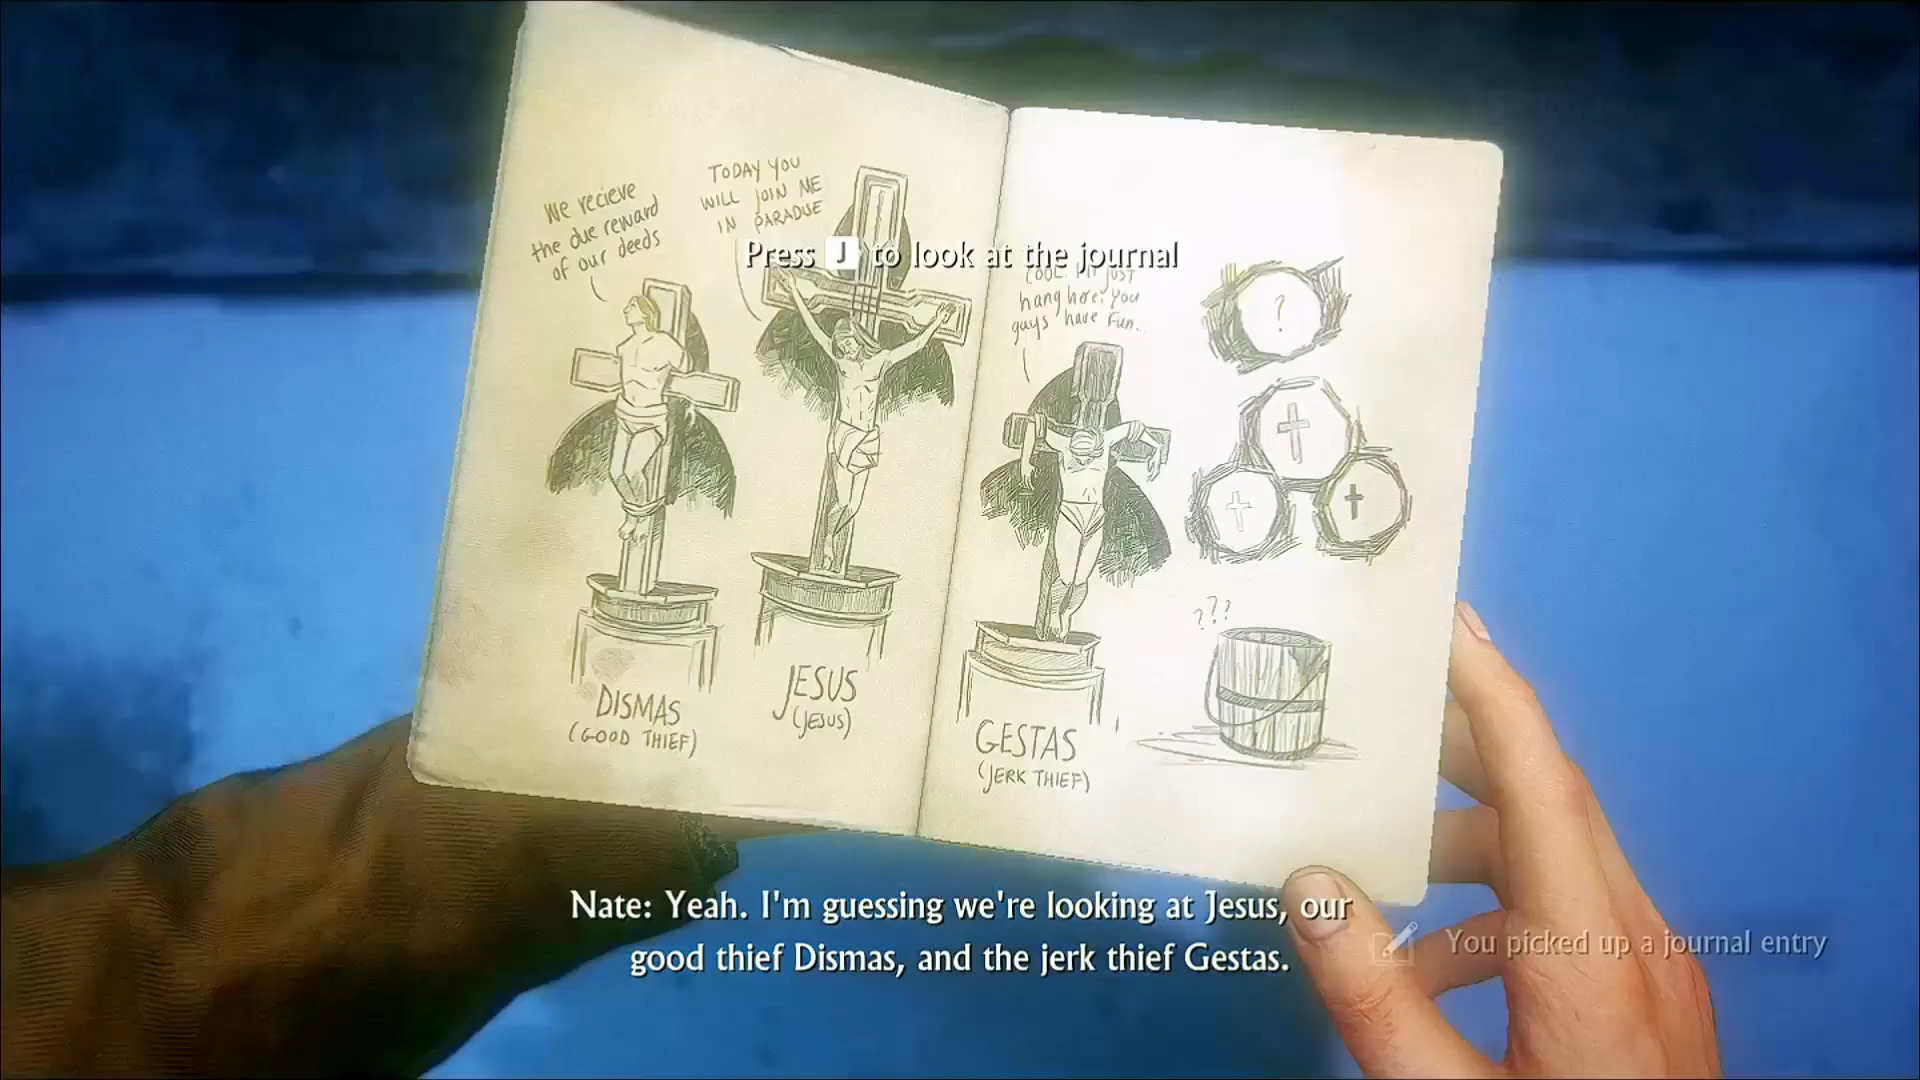 We recieve
the due reward
of our deeds
TODAY YOU
WILL JOIN ME
IN PARADISE
Press J to look at the journal
COOL. I'll JUST
hang here. You
guys have fun...
?
DISMAS
(GOOD THIEF)
JESUS
(JESUS)
GESTAS
(JERK THIEF)
???
Nate: Yeah. I'm guessing we're looking at Jesus, our
good thief Dismas, and the jerk thief Gestas.
You picked up a journal entry